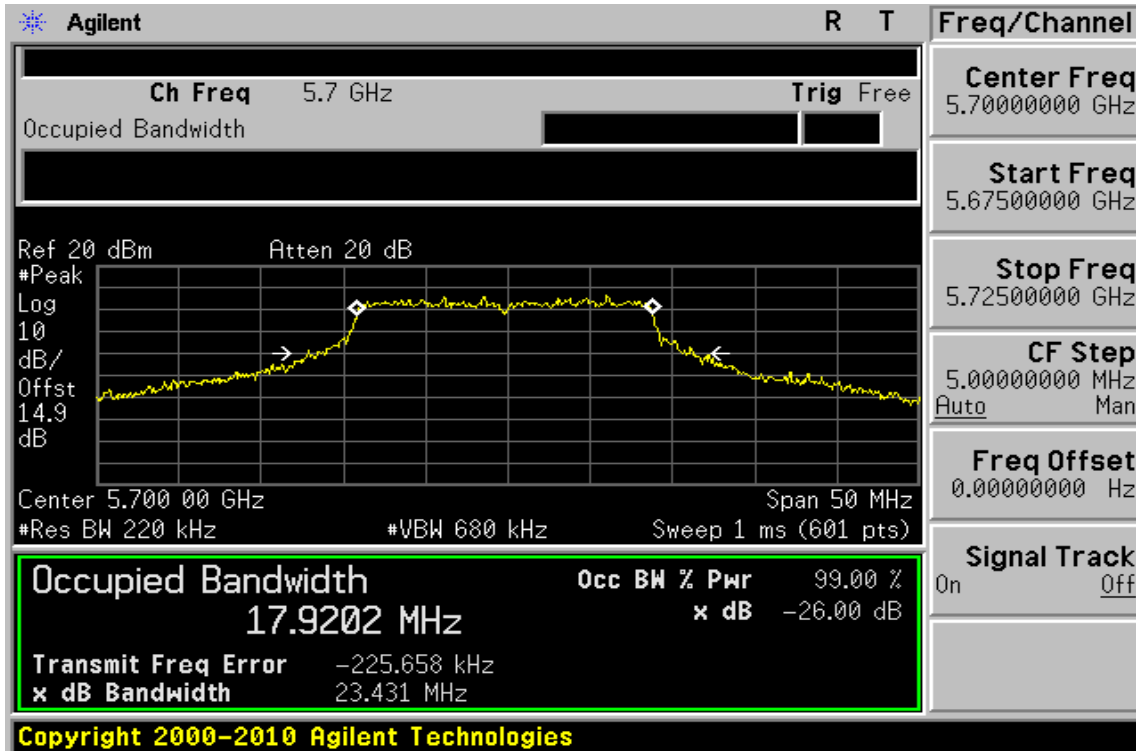 Agilent R T
Freq/Channel
Ch Freq 5.7 GHz Trig Free
Occupied Bandwidth
Center Freq
5.70000000 GHz
Start Freq
5.67500000 GHz
Stop Freq
5.72500000 GHz
CF Step
5.00000000 MHz
Auto Man
Freq Offset
0.00000000 Hz
Signal Track
On Off
Ref 20 dBm Atten 20 dB
#Peak
Log
10
dB/
Offst
14.9
dB
Center 5.700 00 GHz Span 50 MHz
#Res BW 220 kHz #VBW 680 kHz Sweep 1 ms (601 pts)
Occupied Bandwidth Occ BW % Pwr 99.00 %
17.9202 MHz x dB -26.00 dB
Transmit Freq Error -225.658 kHz
x dB Bandwidth 23.431 MHz
Copyright 2000-2010 Agilent Technologies